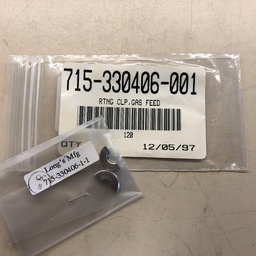 715-330406-001
RTNG CLP, GAS FEED
120
QTY
12/05/97
Long's Mfg
715-330406-1-1